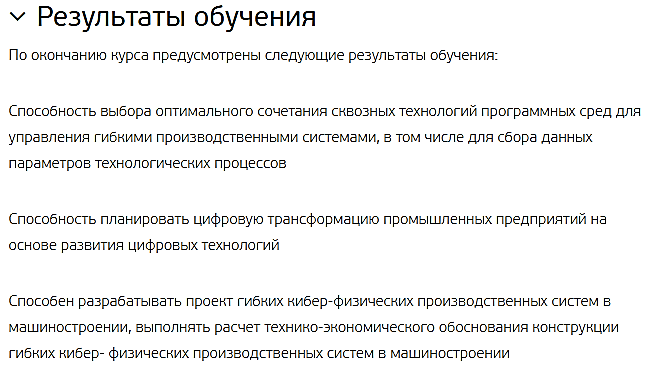 Результаты обучения
По окончанию курса предусмотрены следующие результаты обучения:
Способность выбора оптимального сочетания сквозных технологий программных сред для
управления гибкими производственными системами, в том числе для сбора данных
параметров технологических процессов
Способность планировать цифровую трансформацию промышленных предприятий на
основе развития цифровых технологий
Способен разрабатывать проект гибких кибер-физических производственных систем в
машиностроении, выполнять расчет технико-экономического обоснования конструкции
гибких кибер- физических производственных систем в машиностроении